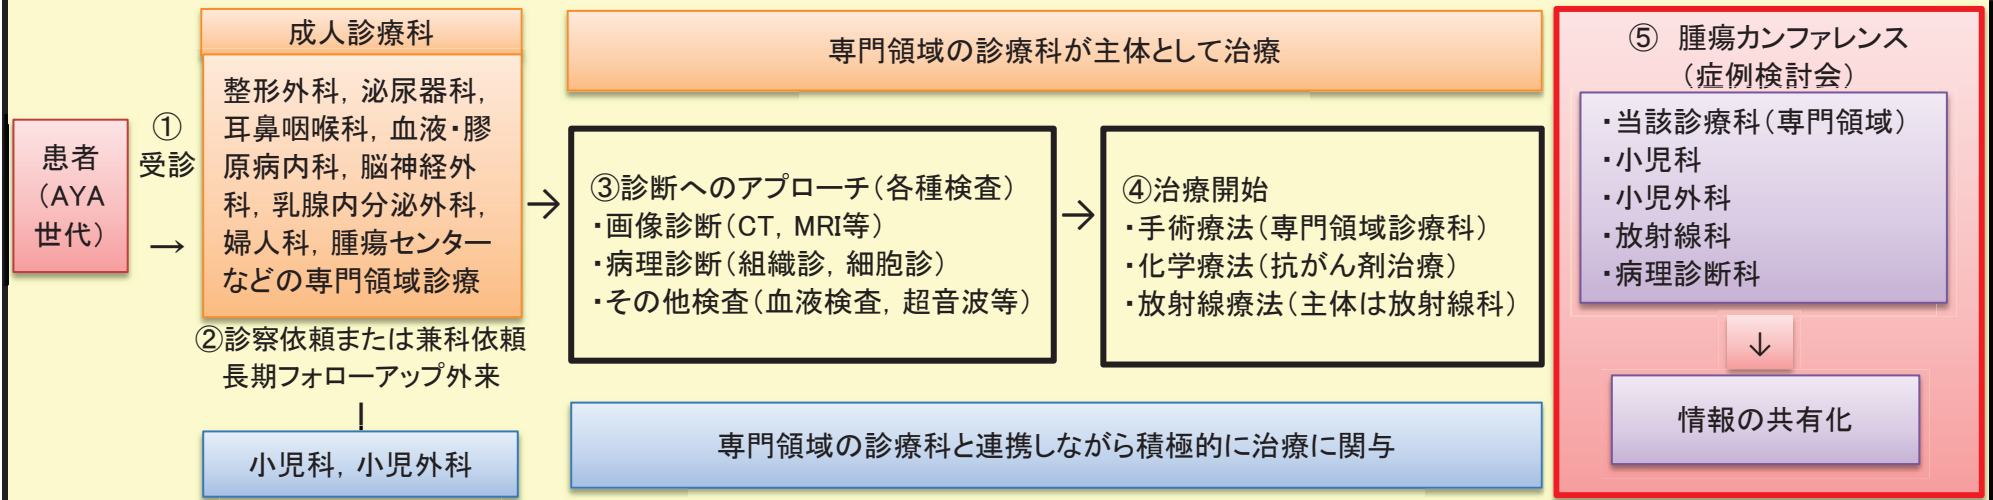 患者
（AYA
世代）
①
受診
→
成人診療科
整形外科，泌尿器科，
耳鼻咽喉科，血液・膠
原病内科，脳神経外
科，乳腺内分泌外科，
婦人科，腫瘍センター
などの専門領域診療
②診察依頼または兼科依頼
長期フォローアップ外来
小児科，小児外科
→
専門領域の診療科が主体として治療
③診断へのアプローチ（各種検査）
・画像診断（CT，MRI等）
・病理診断（組織診，細胞診）
・その他検査（血液検査，超音波等）
→
④治療開始
・手術療法（専門領域診療科）
・化学療法（抗がん剤治療）
・放射線療法（主体は放射線科）
専門領域の診療科と連携しながら積極的に治療に関与
⑤　腫瘍カンファレンス
（症例検討会）
・当該診療科（専門領域）
・小児科
・小児外科
・放射線科
・病理診断科
↓
情報の共有化